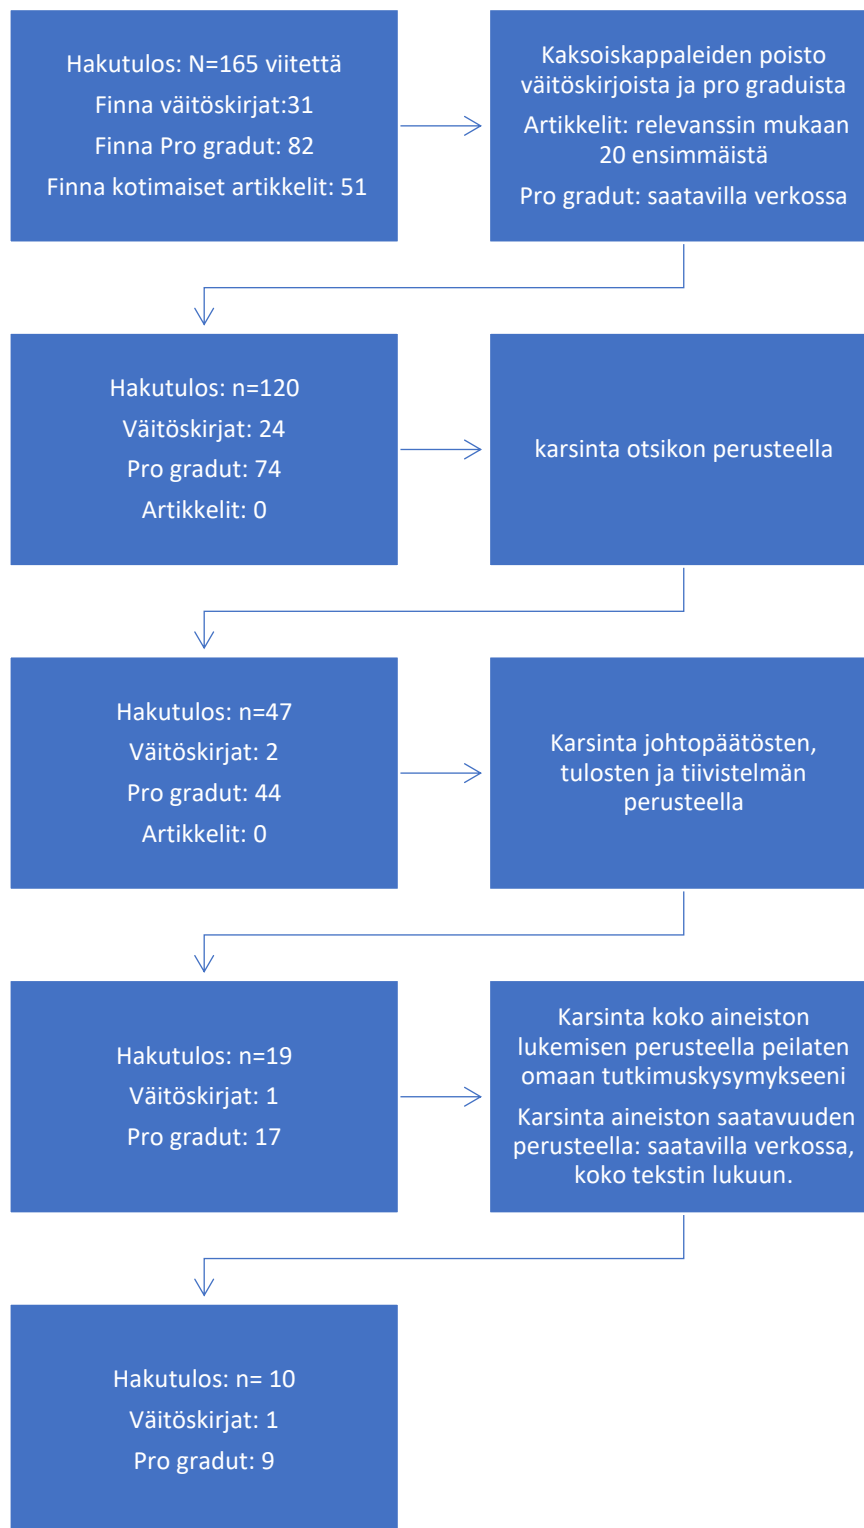 Hakutulos: N=165 viitettä
Finna väitöskirjat:31
Finna Pro gradut: 82
Finna kotimaiset artikkelit: 51
Kaksoiskappaleiden poisto
väitöskirjoista ja pro graduista
Artikkelit: relevanssin mukaan
20 ensimmäistä
Pro gradut: saatavilla verkossa
Hakutulos: n=120
Väitöskirjat: 24
Pro gradut: 74
Artikkelit: 0
karsinta otsikon perusteella
Hakutulos: n=47
Väitöskirjat: 2
Pro gradut: 44
Artikkelit: 0
Karsinta johtopäätösten,
tulosten ja tiivistelmän
perusteella
Hakutulos: n=19
Väitöskirjat: 1
Pro gradut: 17
Karsinta koko aineiston
lukemisen perusteella peilaten
omaan tutkimuskysymykseeni
Karsinta aineiston saatavuuden
perusteella: saatavilla verkossa,
koko tekstin lukuun.
Hakutulos: n= 10
Väitöskirjat: 1
Pro gradut: 9